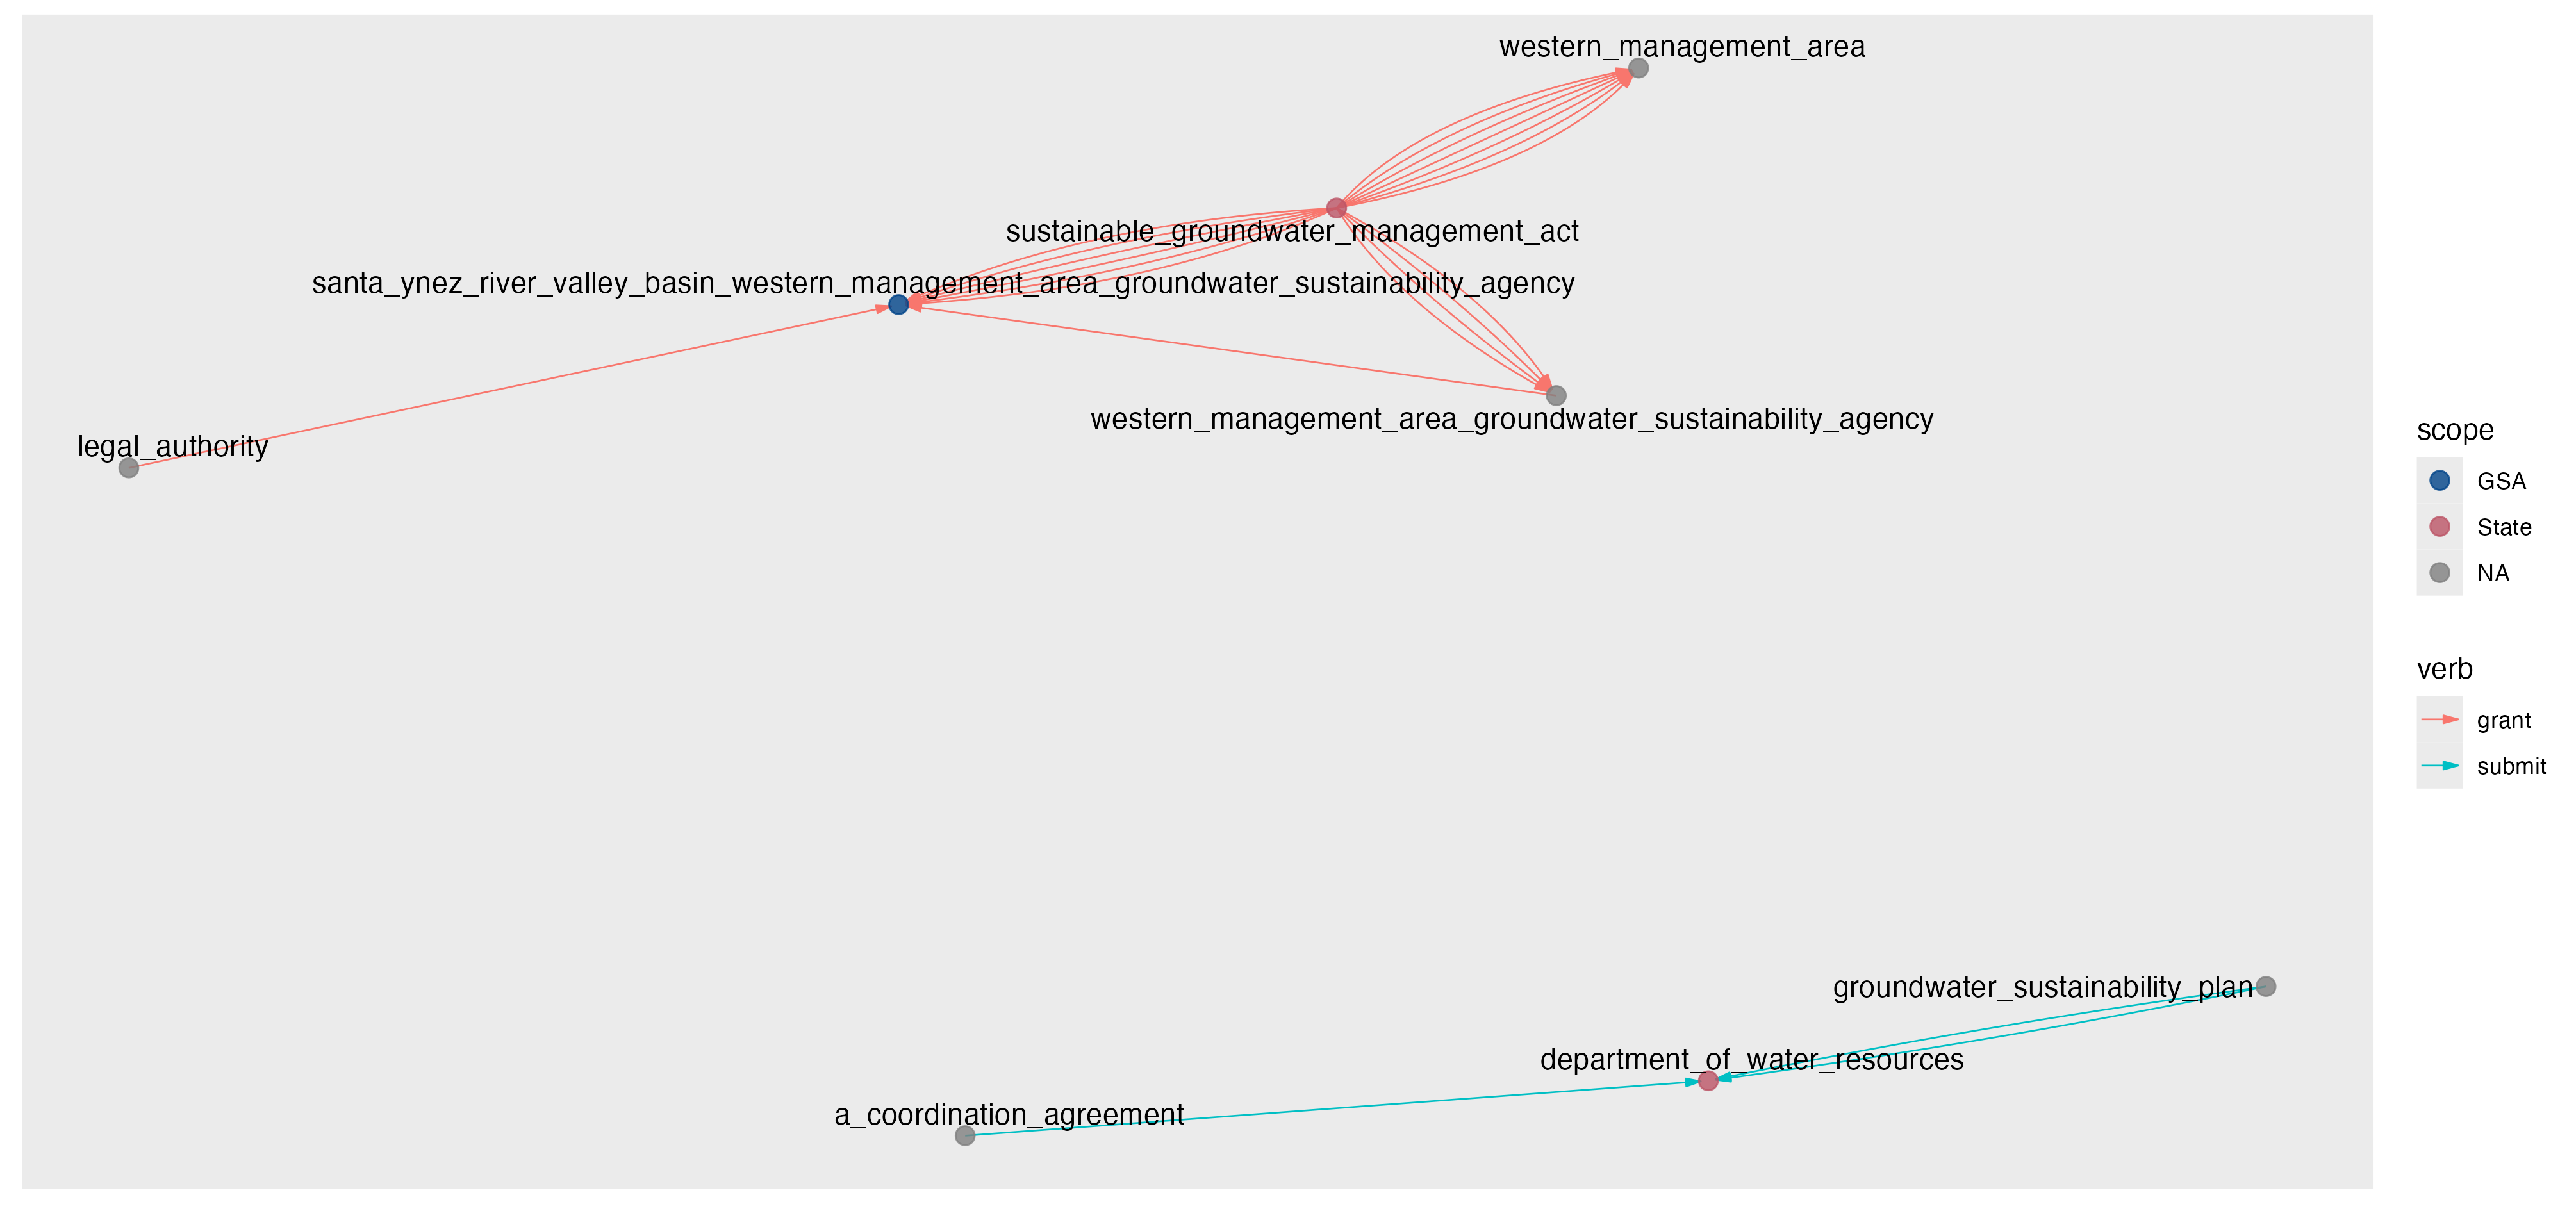 western_management_area
sustainable_groundwater_management_act
santa_ynez_river_valley_basin_western_management_area_groundwater_sustainability_agency
western_management_area_groundwater_sustainability_agency
legal_authority
groundwater_sustainability_plan
department_of_water_resources
a_coordination_agreement
scope
GSA
State
NA
verb
grant
submit